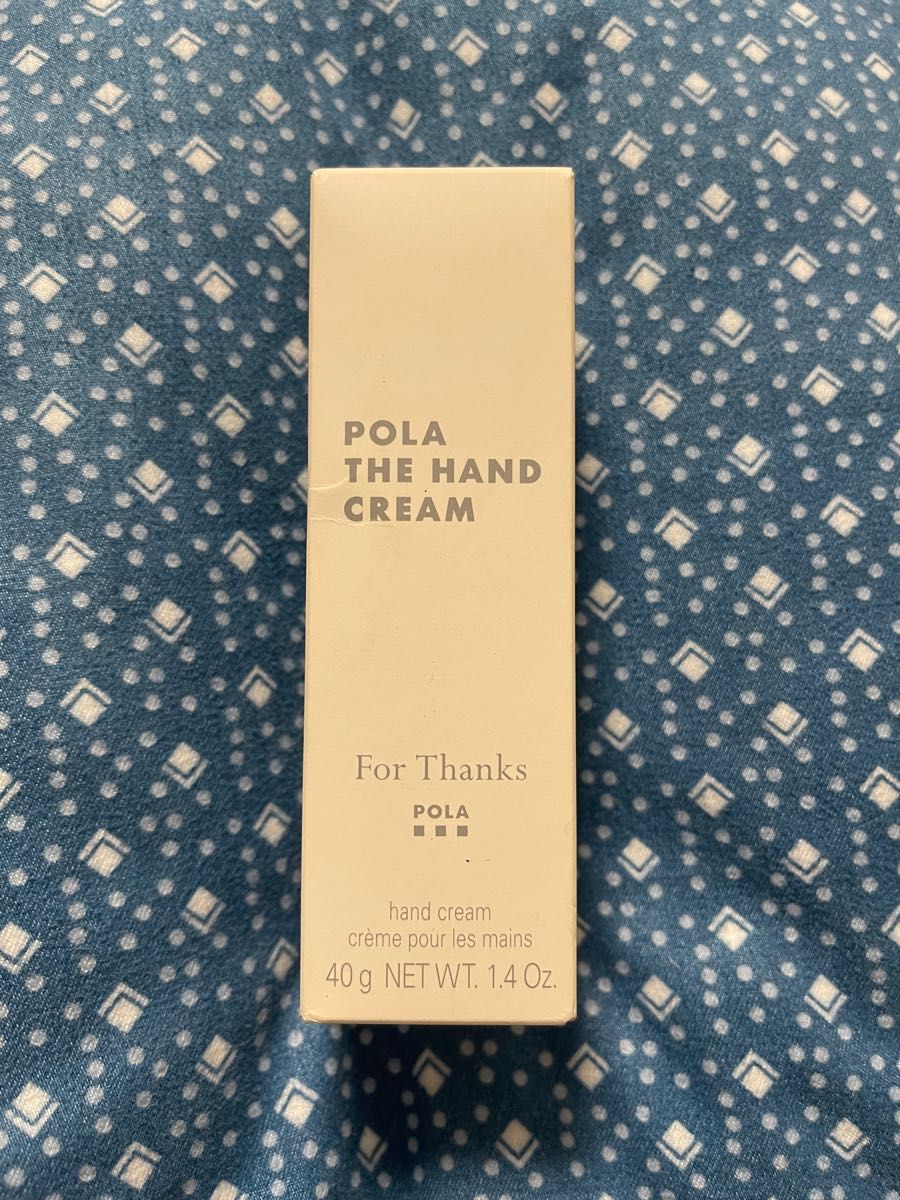 POLA
THE HAND
CREAM
For Thanks
POLA
hand cream
crème pour les mains
40 g NET WT. 1.4 Oz.